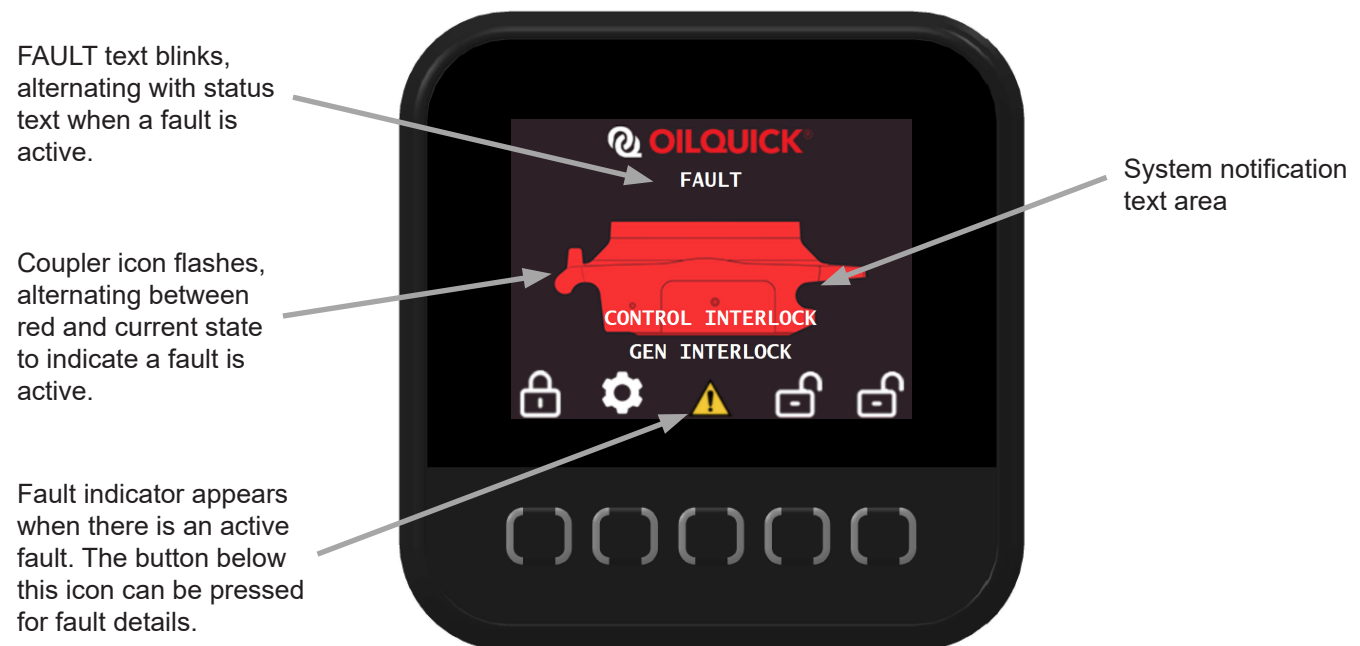 FAULT text blinks,
alternating with status
text when a fault is
active.
Coupler icon flashes,
alternating between
red and current state
to indicate a fault is
active.
Fault indicator appears
when there is an active
fault. The button below
this icon can be pressed
for fault details.
OILQUICK®
FAULT
CONTROL INTERLOCK
GEN INTERLOCK
System notification
text area